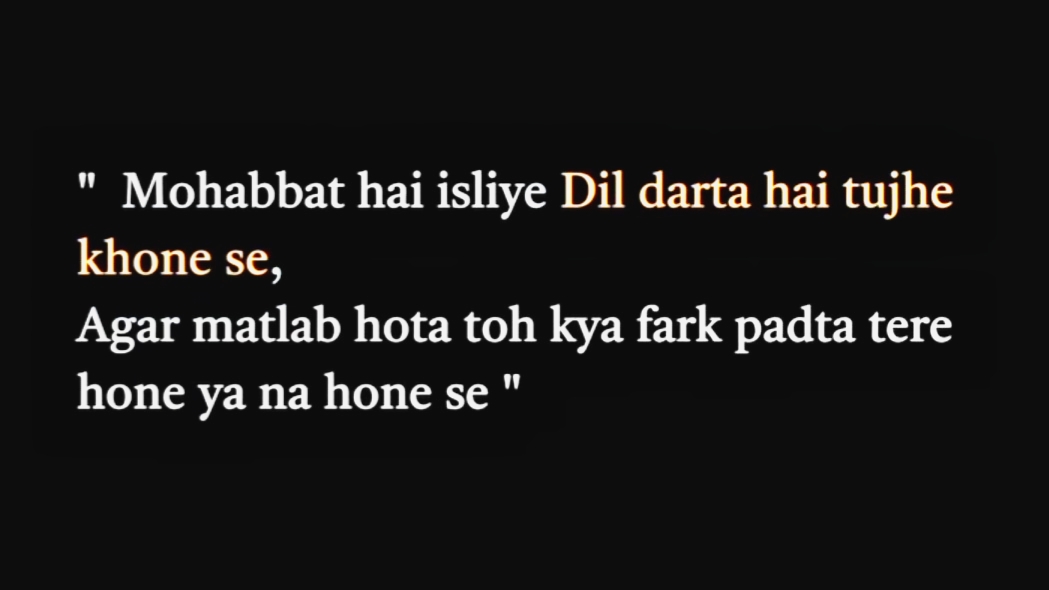 "  Mohabbat hai isliye Dil darta hai tujhe
khone se,
Agar matlab hota toh kya fark padta tere
hone ya na hone se "